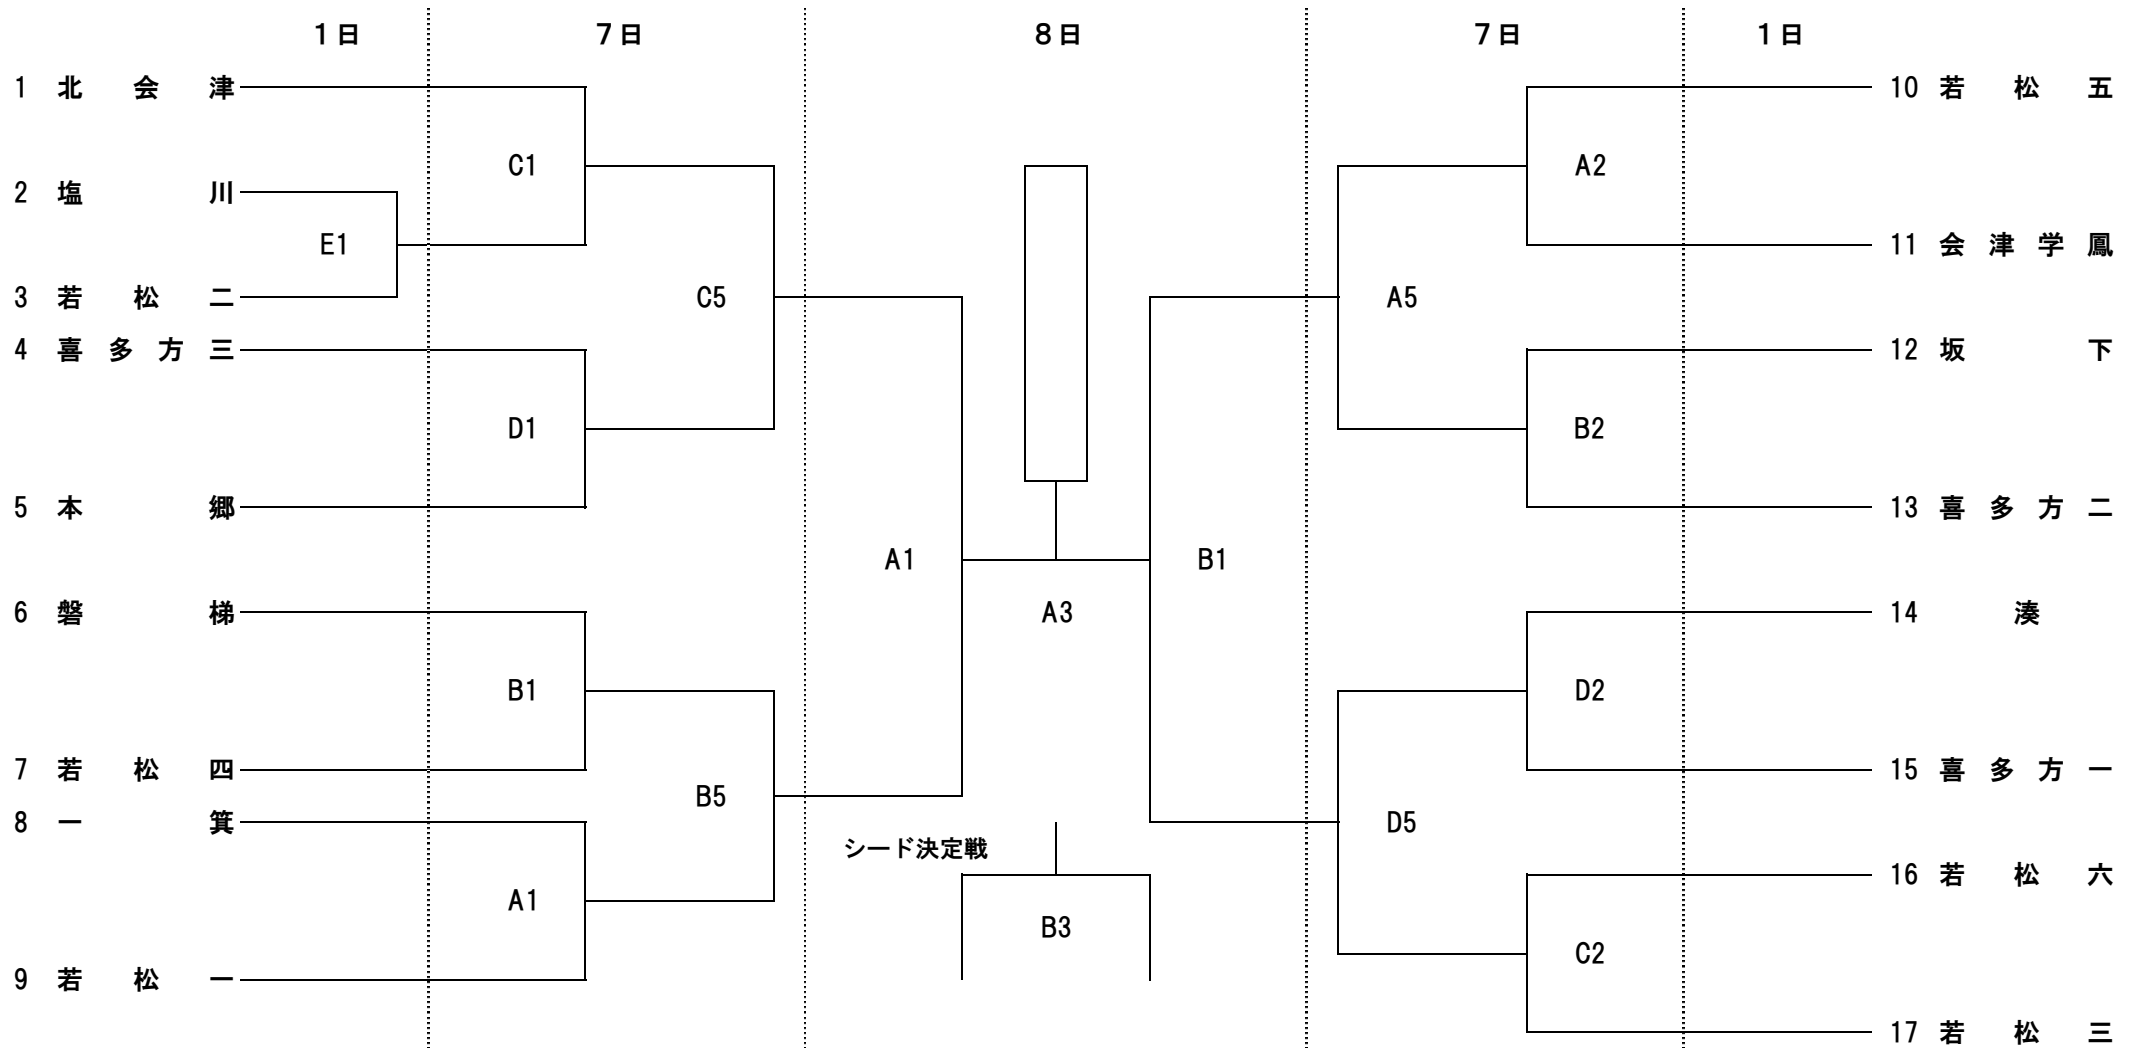 1日 7日 8日 7日 1日
1 北会津 10 若松五
C1 A2
2 塩川
E1 11 会津学鳳
3 若松二 C5 A5
4 喜多方三 12 坂下
D1 B2
5 本郷 13 喜多方二
A1 B1
6 磐梯 A3 14 湊
B1 D2
7 若松四 15 喜多方一
B5
8 一箕 D5
シード決定戦
16 若松六
A1
B3
C2
9 若松一
17 若松三